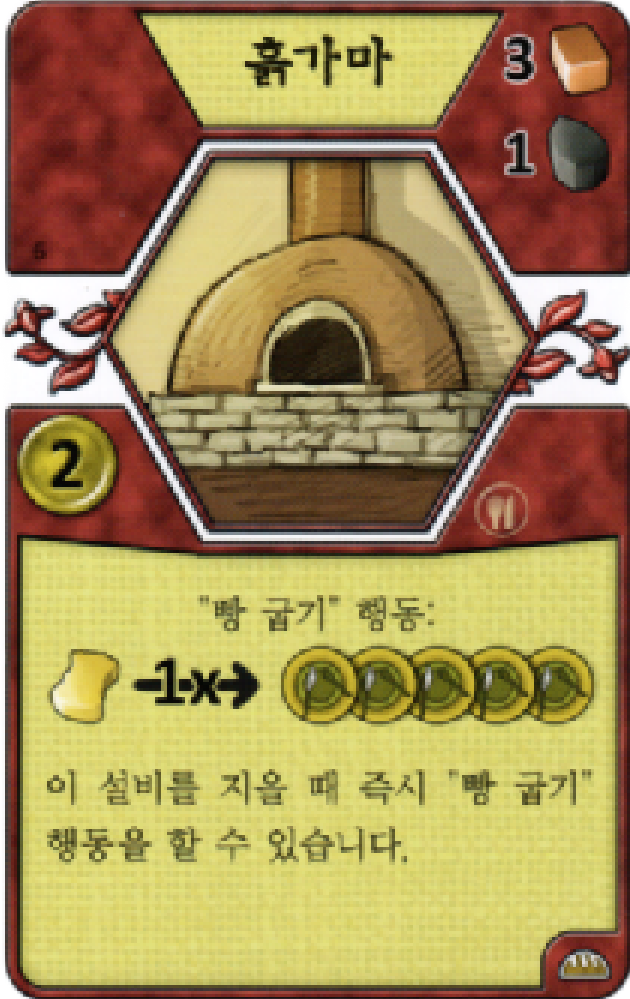 흙가마
3
1
6
2
"빵 굽기" 행동:
1x
이 설비를 지을 때 즉시 "빵 굽기"
행동을 할 수 있습니다.